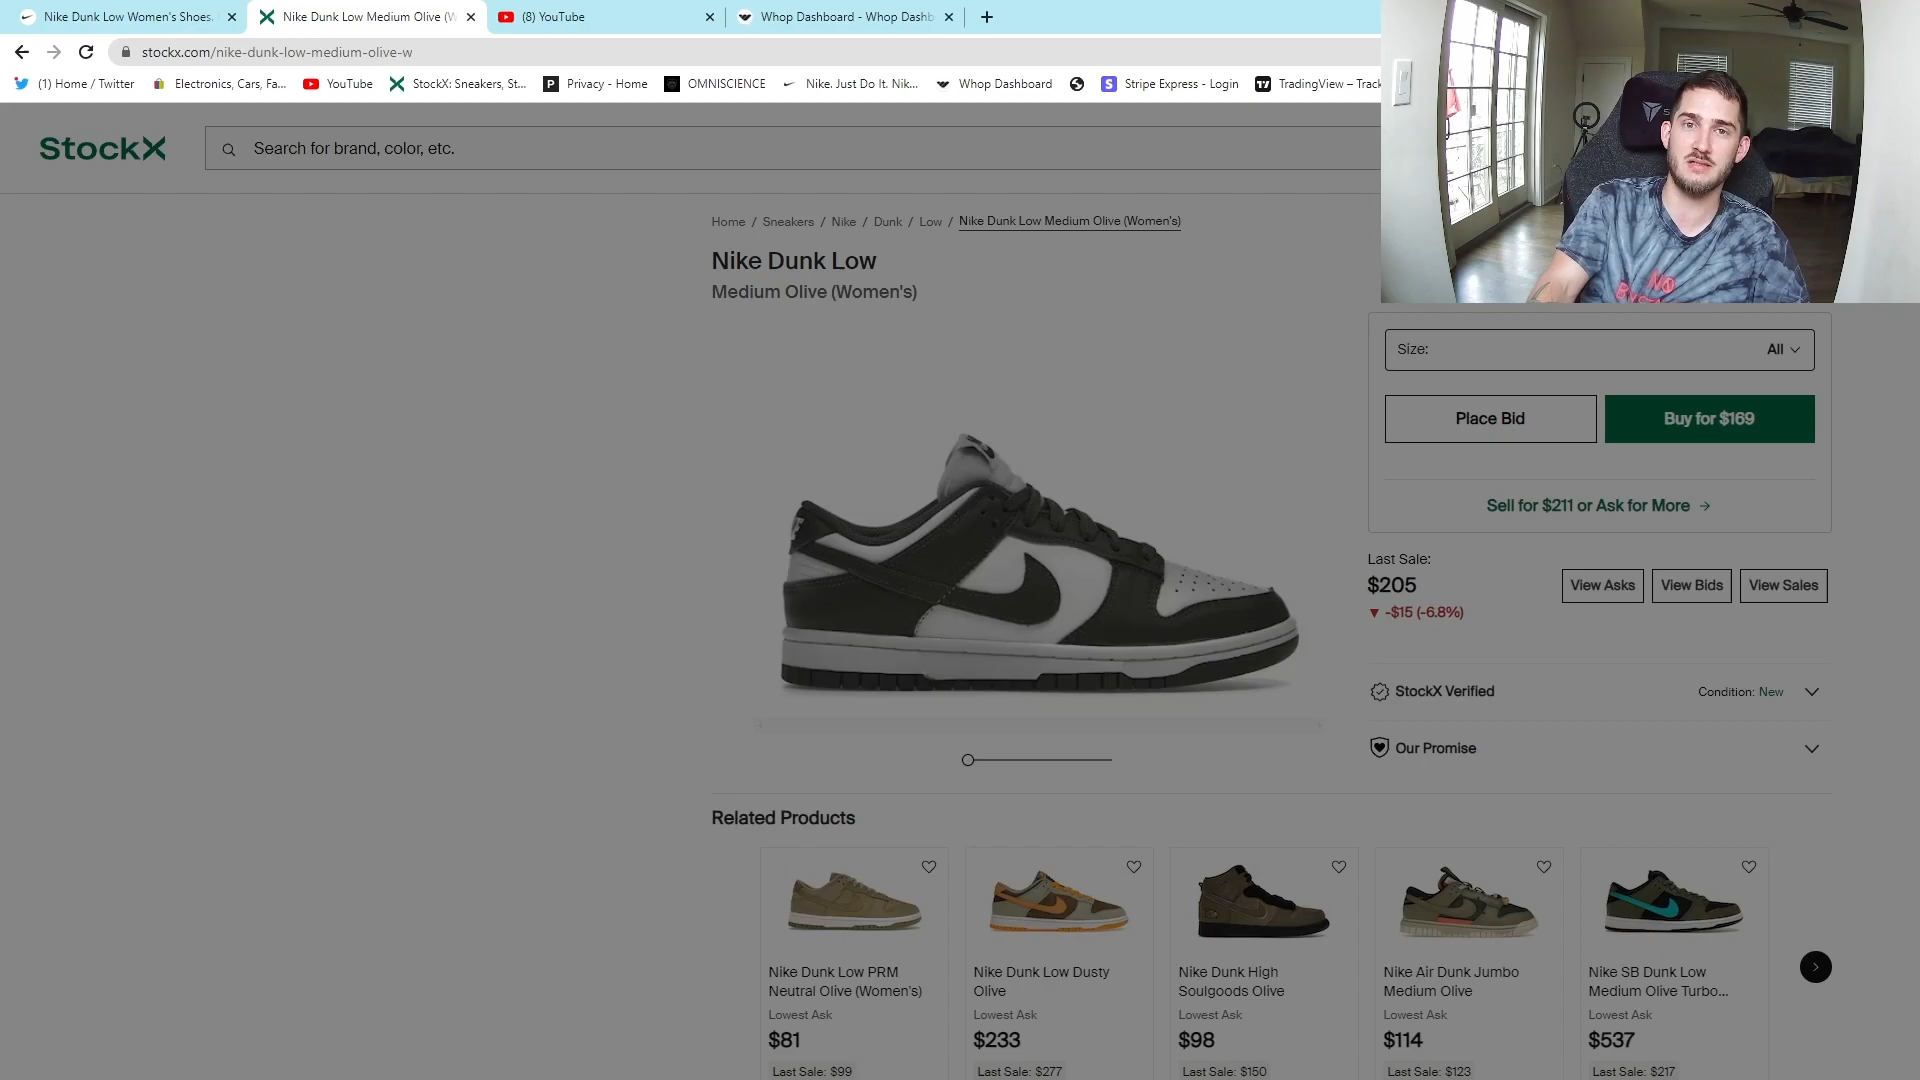 Nike Dunk Low Women's Shoes.
Nike Dunk Low Medium Olive (W
(8) YouTube
Whop Dashboard - Whop Dashb
stockx.com/nike-dunk-low-medium-olive-w
(1) Home / Twitter
Electronics, Cars, Fa...
YouTube
StockX: Sneakers, St...
Privacy - Home
OMNISCIENCE
Nike. Just Do It. Nik...
Whop Dashboard
Stripe Express - Login
TradingView – Track
StockX
Search for brand, color, etc.
Home / Sneakers / Nike / Dunk / Low / Nike Dunk Low Medium Olive (Women's)
Nike Dunk Low
Medium Olive (Women's)
Size:
All
Place Bid
Buy for $169
Sell for $211 or Ask for More
Last Sale:
$205
-$15 (-6.8%)
View Asks
View Bids
View Sales
StockX Verified
Condition: New
Our Promise
Related Products
Nike Dunk Low PRM
Neutral Olive (Women's)
Lowest Ask
$81
Last Sale: $99
Nike Dunk Low Dusty
Olive
Lowest Ask
$233
Last Sale: $277
Nike Dunk High
Soulgoods Olive
Lowest Ask
$98
Last Sale: $150
Nike Air Dunk Jumbo
Medium Olive
Lowest Ask
$114
Last Sale: $123
Nike SB Dunk Low
Medium Olive Turbo...
Lowest Ask
$537
Last Sale: $217